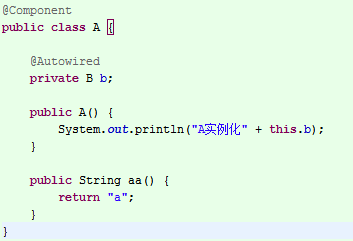 @Component
public class A {
@Autowired
private B b;
public A() {
System.out.println("A实例化" + this.b);
}
public String aa() {
return "a";
}
}